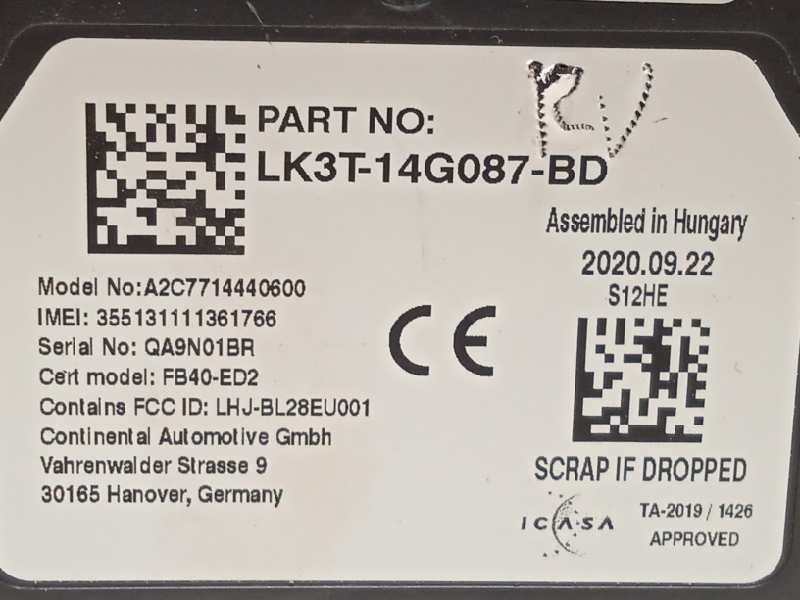 RV
PART NO:
LK3T-14G087-BD
Assembled in Hungary
2020.09.22
S12HE
Model No:A2C7714440600
IMEI: 355131111361766
Serial No: QA9N01BR
Cert model: FB40-ED2
Contains FCC ID: LHJ-BL28EU001
Continental Automotive Gmbh
Vahrenwalder Strasse 9
30165 Hanover, Germany
CE
SCRAP IF DROPPED
ICASA
TA-2019 / 1426
APPROVED